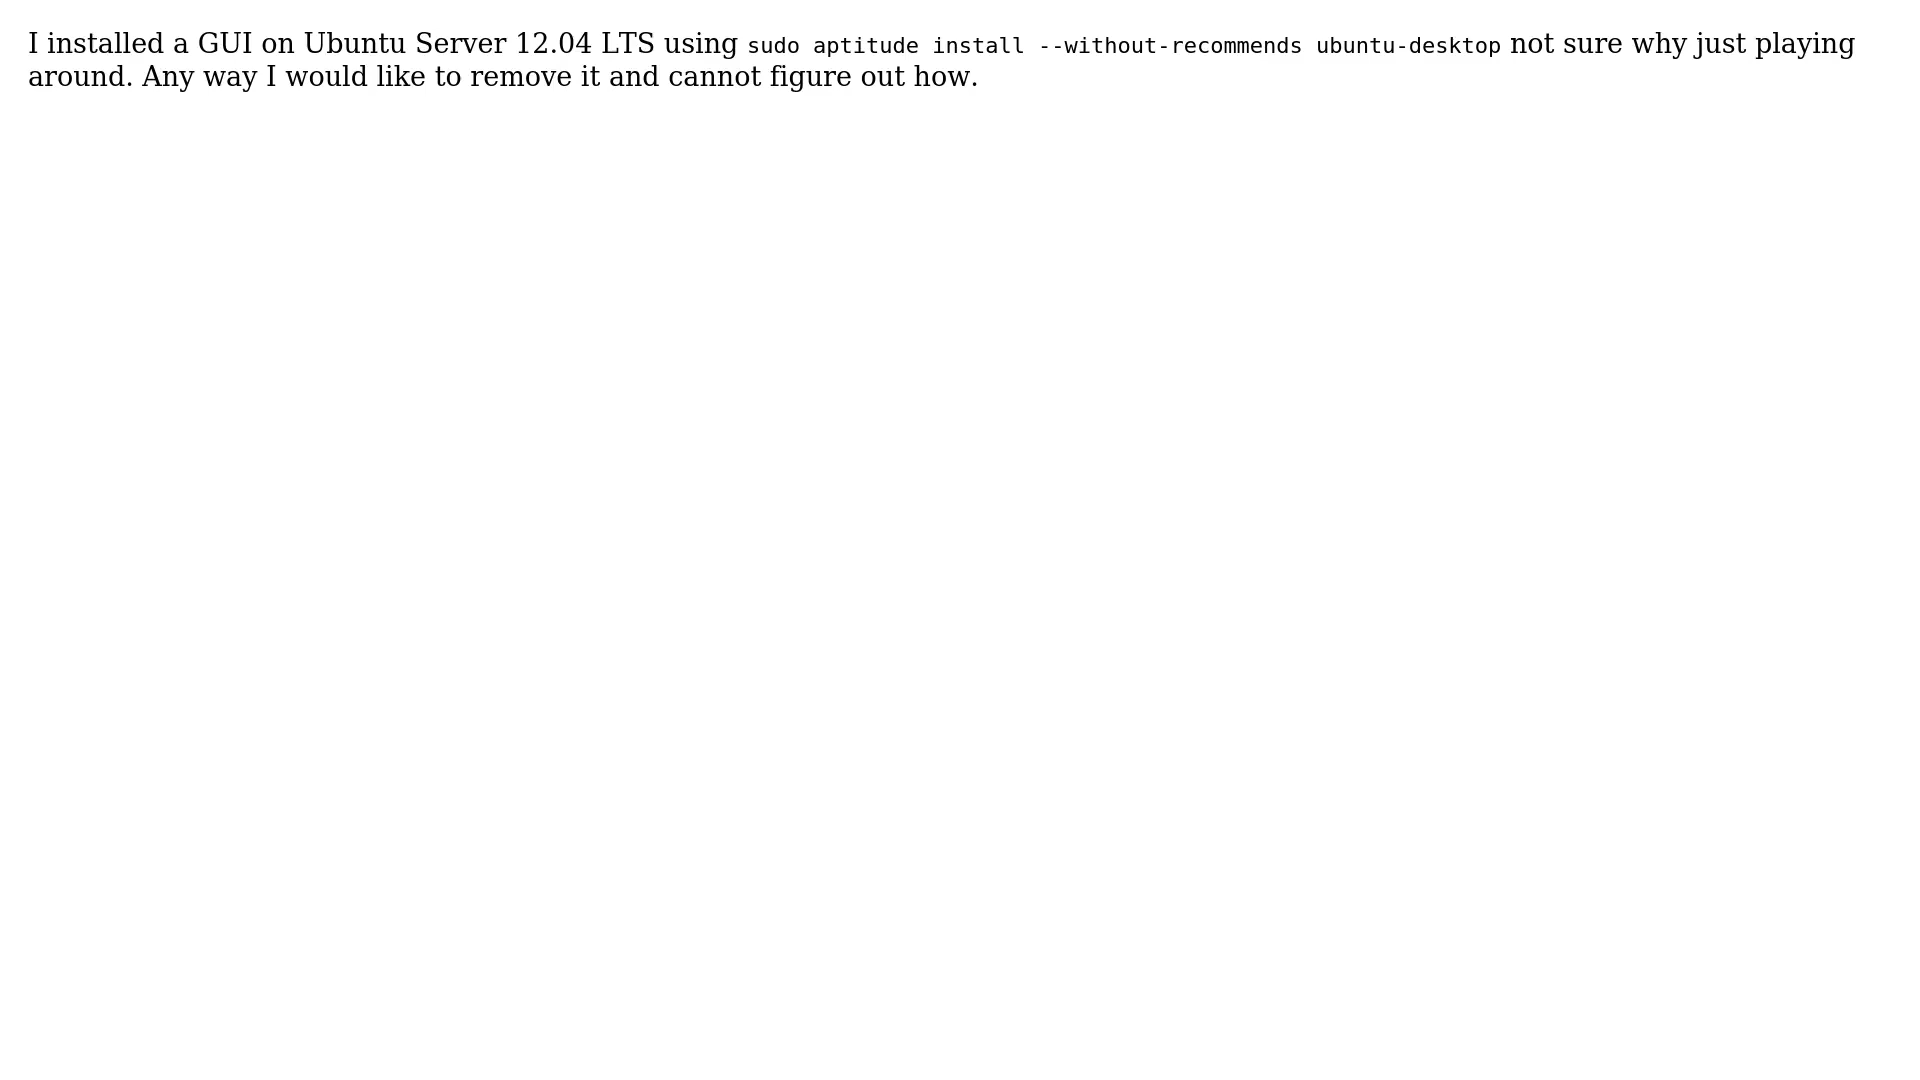 I installed a GUI on Ubuntu Server 12.04 LTS using sudo aptitude install --without-recommends ubuntu-desktop not sure why just playing
around. Any way I would like to remove it and cannot figure out how.